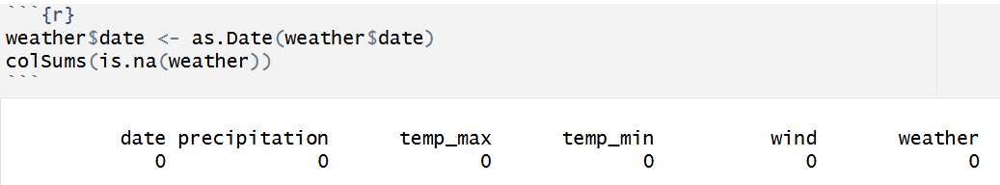 ```{r}
weather$date <- as.Date(weather$date)
colSums(is.na(weather))
```
date precipitation temp_max temp_min wind weather
0 0 0 0 0 0